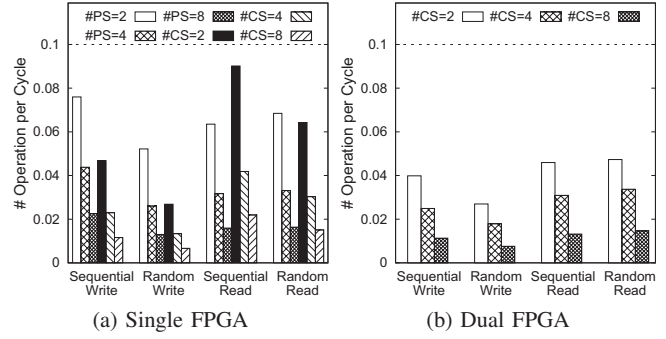 #PS=2 #PS=8 #CS=4
#PS=4 #CS=2 #CS=8
# Operation per Cycle
0.1
0.08
0.06
0.04
0.02
0
Sequential Write
Random Write
Sequential Read
Random Read
(a) Single FPGA
#CS=2 #CS=4 #CS=8
# Operation per Cycle
0.1
0.08
0.06
0.04
0.02
0
Sequential Write
Random Write
Sequential Read
Random Read
(b) Dual FPGA